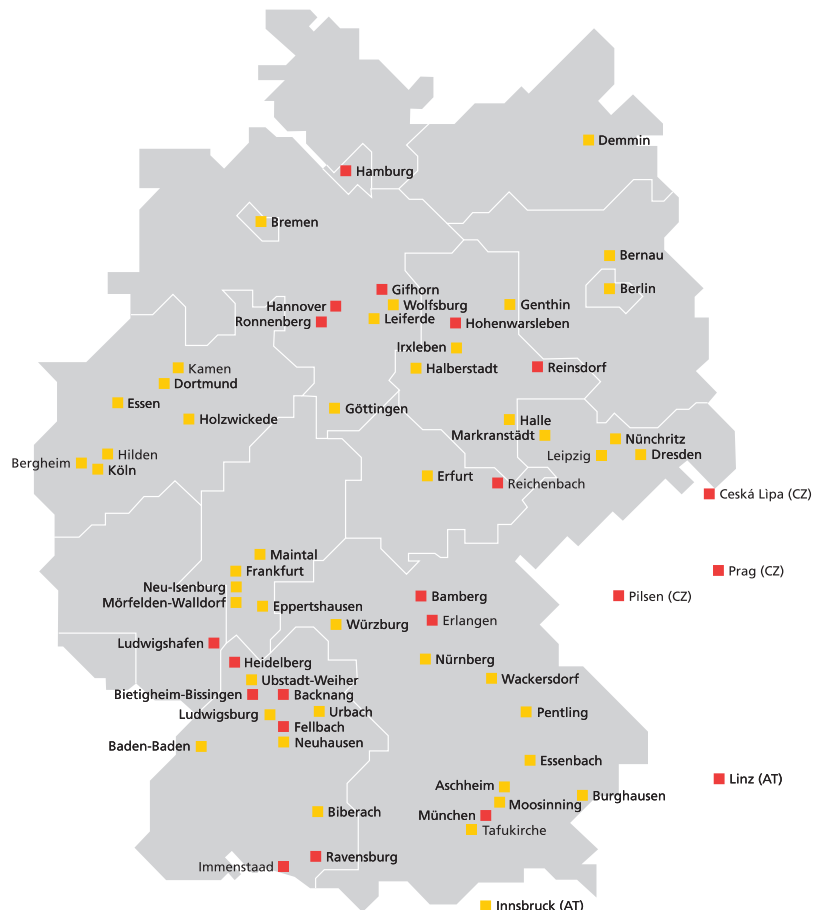 Demmin
Hamburg
Bremen
Bernau
Berlin
Gifhorn
Hannover
Wolfsburg
Genthin
Ronnenberg
Leiferde
Hohenwarsleben
Irxleben
Kamen
Halberstadt
Reinsdorf
Dortmund
Essen
Göttingen
Holzwickede
Halle
Markranstädt
Nünchritz
Hilden
Leipzig
Dresden
Bergheim
Köln
Erfurt
Reichenbach
Ceská Lìpa (CZ)
Maintal
Frankfurt
Prag (CZ)
Neu-Isenburg
Bamberg
Pilsen (CZ)
Mörfelden-Walldorf
Eppertshausen
Erlangen
Würzburg
Ludwigshafen
Heidelberg
Nürnberg
Ubstadt-Weiher
Wackersdorf
Bietigheim-Bissingen
Backnang
Ludwigsburg
Urbach
Pentling
Fellbach
Baden-Baden
Neuhausen
Essenbach
Linz (AT)
Aschheim
Burghausen
Moosinning
Biberach
München
Tafukirche
Ravensburg
Immenstaad
Innsbruck (AT)